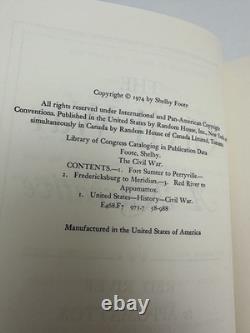 Copyright © 1974 by Shelby Foote
All rights reserved under International and Pan-American Copyright
Conventions. Published in the United States by Random House, Inc., New York and
simultaneously in Canada by Random House of Canada Limited, Toronto.
Library of Congress Cataloging in Publication Data
Foote, Shelby.
The Civil War.
CONTENTS.—1. Fort Sumter to Perryville.—
2. Fredericksburg to Meridian.—3. Red River to
Appomattox.
1. United States—History—Civil War.
E468.F7 973.7 58-988
Manufactured in the United States of America